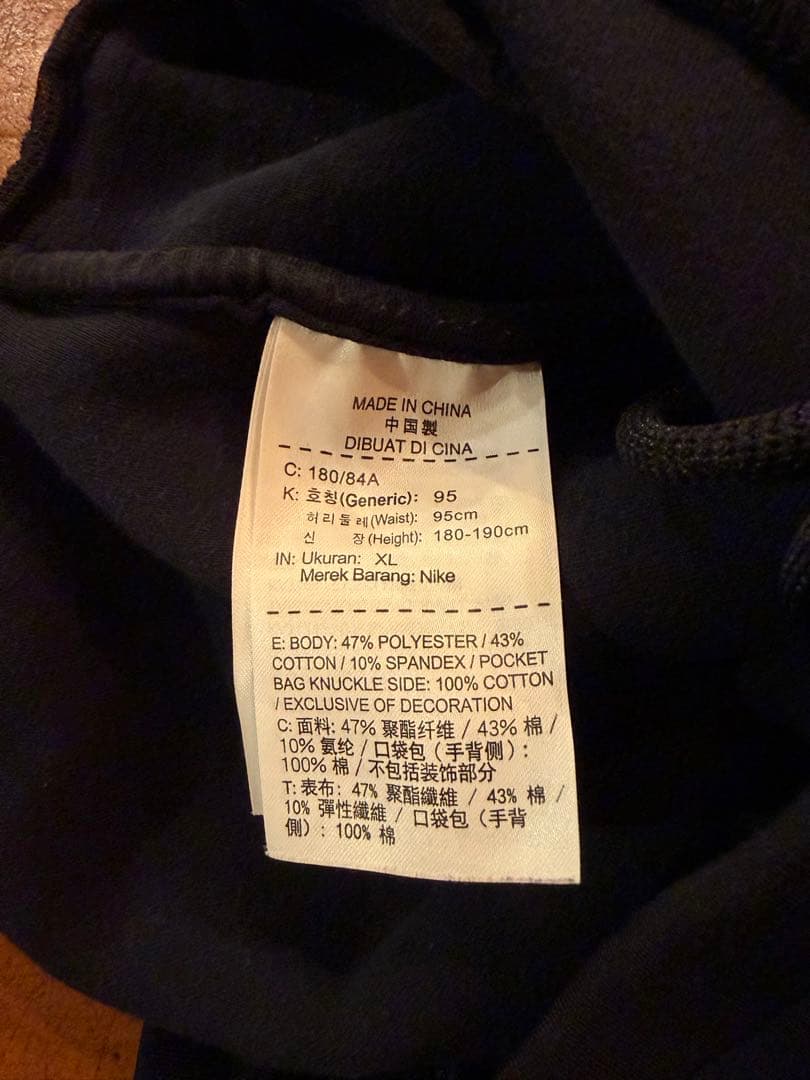 MADE IN CHINA
中国製
DIBUAT DI CINA
C: 180/84A
K: 호칭(Generic): 95
허리둘레(Waist): 95cm
신 장(Height): 180-190cm
IN: Ukuran: XL
Merek Barang: Nike
E: BODY: 47% POLYESTER / 43%
COTTON / 10% SPANDEX / POCKET
BAG KNUCKLE SIDE: 100% COTTON
/ EXCLUSIVE OF DECORATION
C: 面料: 47% 聚酯纤维 / 43% 棉 /
10% 氨纶 / 口袋包（手背侧）:
100% 棉 / 不包括装饰部分
T: 表布: 47% 聚酯纖維 / 43% 棉 /
10% 彈性纖維 / 口袋包（手背
側）: 100% 棉